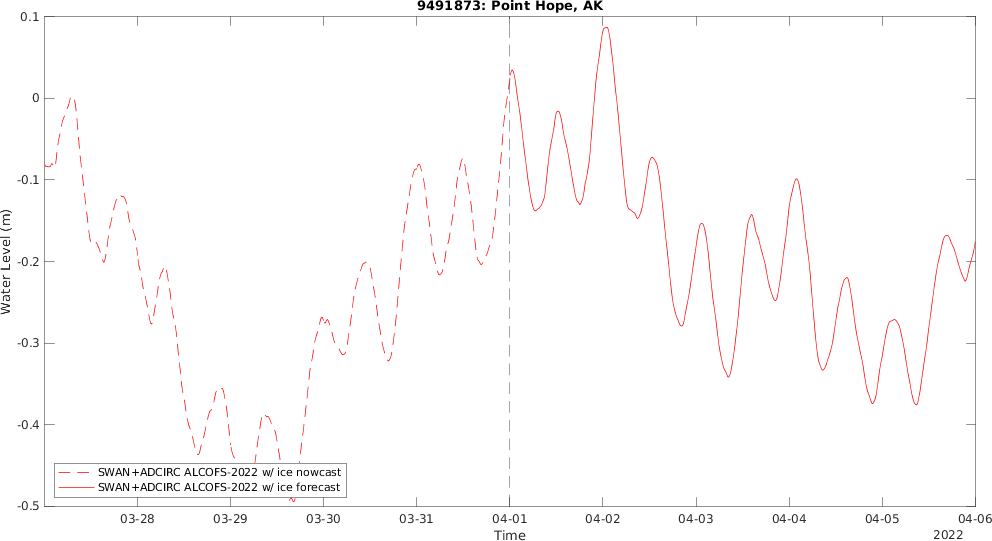 9491873: Point Hope, AK
0.1
0
-0.1
-0.2
-0.3
-0.4
-0.5
Water Level (m)
SWAN+ADCIRC ALCOFS-2022 w/ ice nowcast
SWAN+ADCIRC ALCOFS-2022 w/ ice forecast
03-28 03-29 03-30 03-31 04-01 04-02 04-03 04-04 04-05 04-06
Time
2022